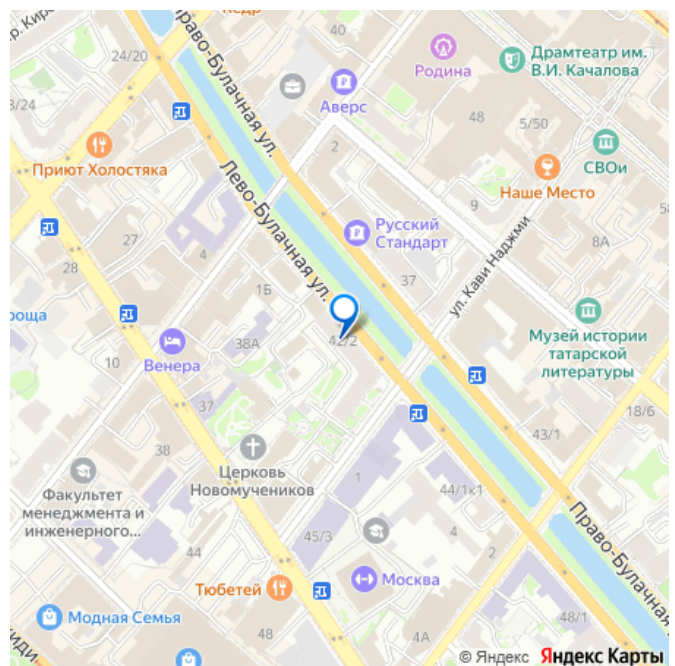 Кедр
24/20
Право-Булачная ул.
Родина
Драмтеатр им.
В.И. Качалова
Аверс
3/24
48
5/50
2
СВОи
Приют Холостяка
Наше Место
Лево-Булачная ул.
9
Русский
Стандарт
27
4
8А
28
37
ул. Кави Наджми
1Б
роща
Музей истории
татарской
литературы
42/2
38А
Венера
10
37
18/6
43/1
38
Церковь
Новомучеников
Факультет
менеджмента и
инженерного...
1
44/1к1
Право-Булачная
45/3
4
44
2
Тюбетей
Москва
Модная Семья
48/1
48
4А
© Яндекс Яндекс Карты